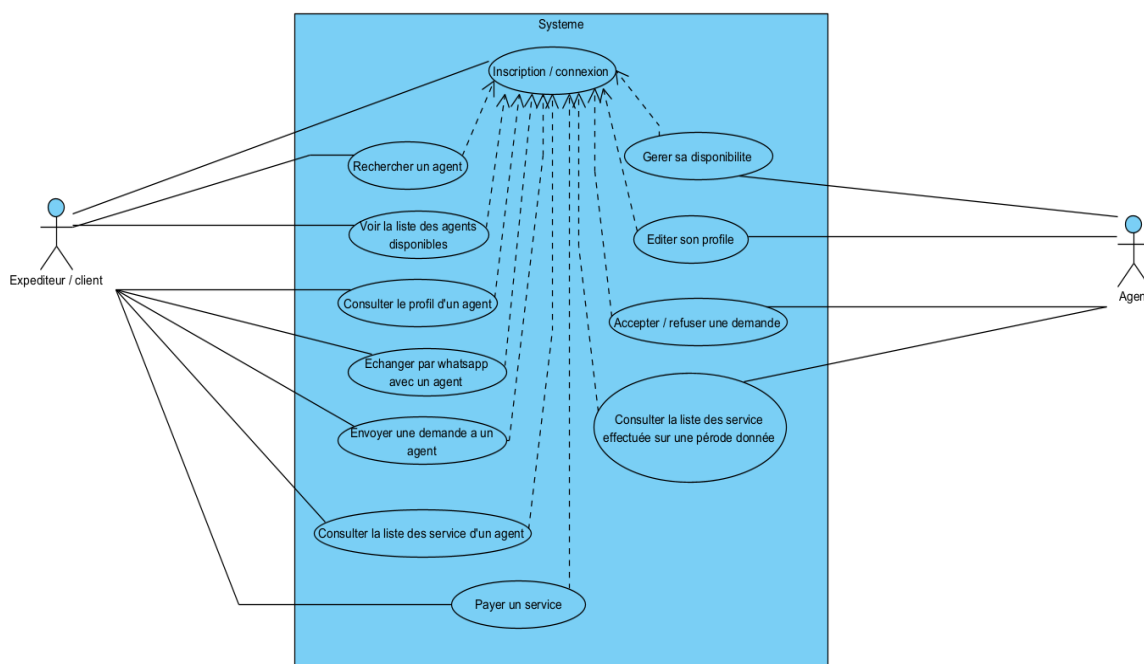 Systeme
Inscription / connexion
Rechercher un agent
Gerer sa disponibilite
Voir la liste des agents
disponibles
Editer son profile
Expediteur / client
Agen
Consulter le profil d'un agent
Accepter / refuser une demande
Echanger par whatsapp
avec un agent
Consulter la liste des service
effectuée sur une pérode donnée
Envoyer une demande a un
agent
Consulter la liste des service d'un agent
Payer un service